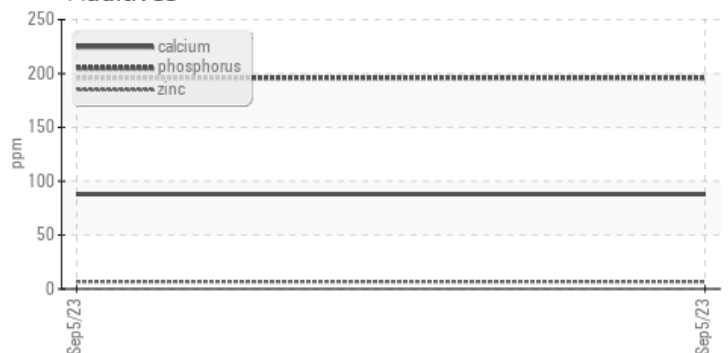 Additives
250
200
150
100
50
0
ppm
calcium
phosphorus
zinc
Sep5/23
Sep5/23